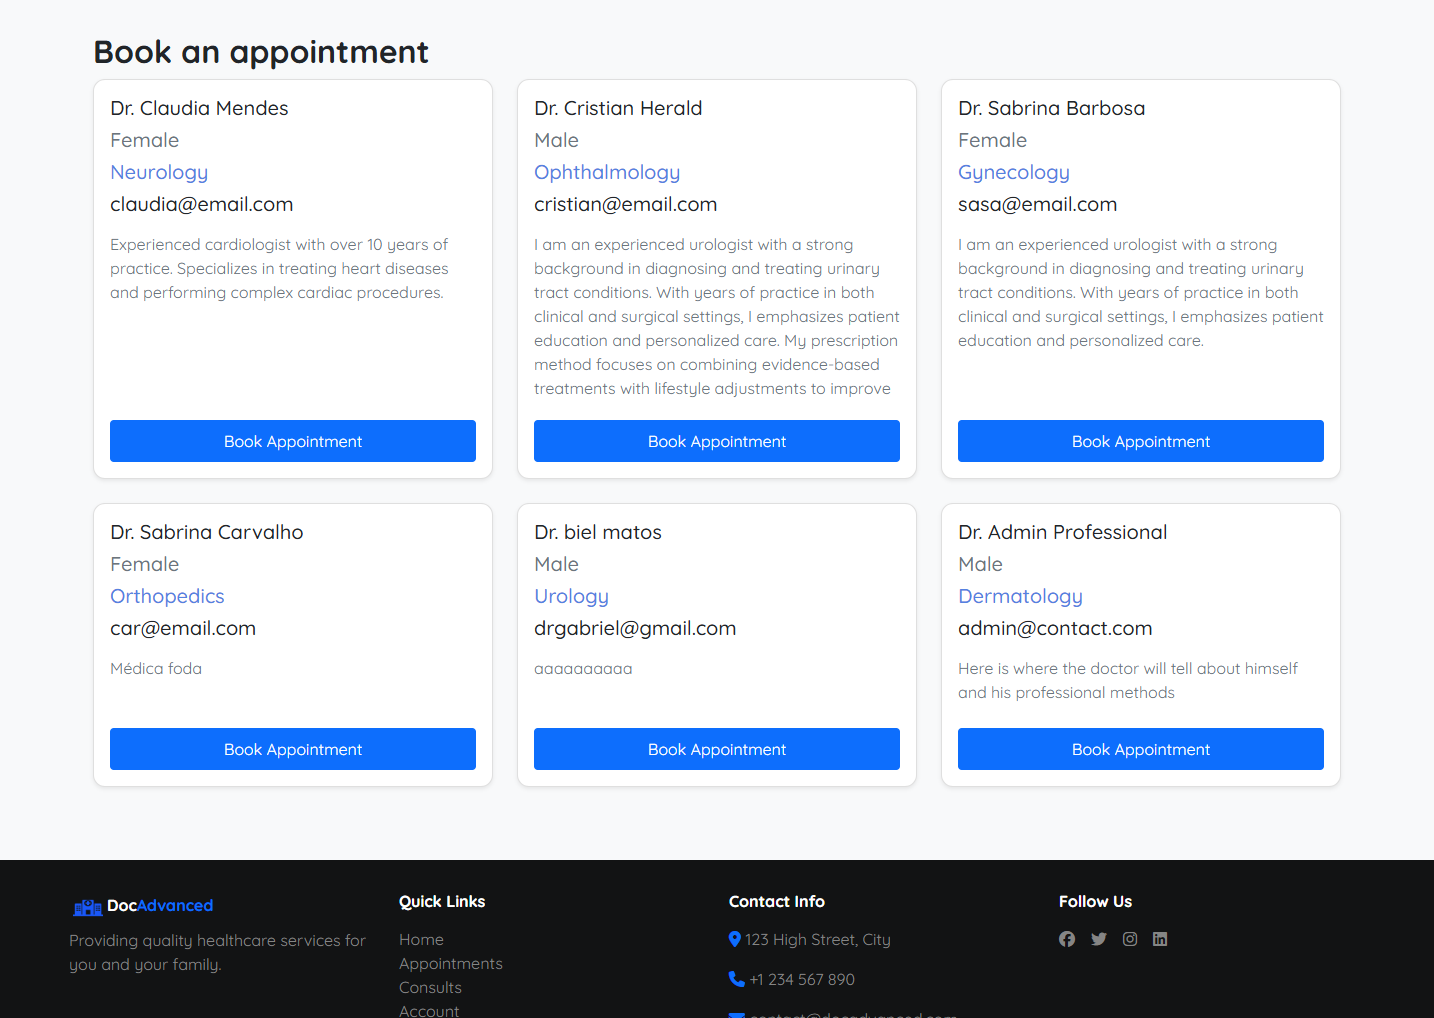 Book an appointment
Dr. Claudia Mendes
Female
Neurology
claudia@email.com
Experienced cardiologist with over 10 years of
practice. Specializes in treating heart diseases
and performing complex cardiac procedures.
Book Appointment
Dr. Cristian Herald
Male
Ophthalmology
cristian@email.com
I am an experienced urologist with a strong
background in diagnosing and treating urinary
tract conditions. With years of practice in both
clinical and surgical settings, I emphasizes patient
education and personalized care. My prescription
method focuses on combining evidence-based
treatments with lifestyle adjustments to improve
Book Appointment
Dr. Sabrina Barbosa
Female
Gynecology
sasa@email.com
I am an experienced urologist with a strong
background in diagnosing and treating urinary
tract conditions. With years of practice in both
clinical and surgical settings, I emphasizes patient
education and personalized care.
Book Appointment
Dr. Sabrina Carvalho
Female
Orthopedics
car@email.com
Médica foda
Book Appointment
Dr. biel matos
Male
Urology
drgabriel@gmail.com
aaaaaaaaaa
Book Appointment
Dr. Admin Professional
Male
Dermatology
admin@contact.com
Here is where the doctor will tell about himself
and his professional methods
Book Appointment
DocAdvanced
Providing quality healthcare services for
you and your family.
Quick Links
Home
Appointments
Consults
Account
Contact Info
123 High Street, City
+1 234 567 890
Follow Us